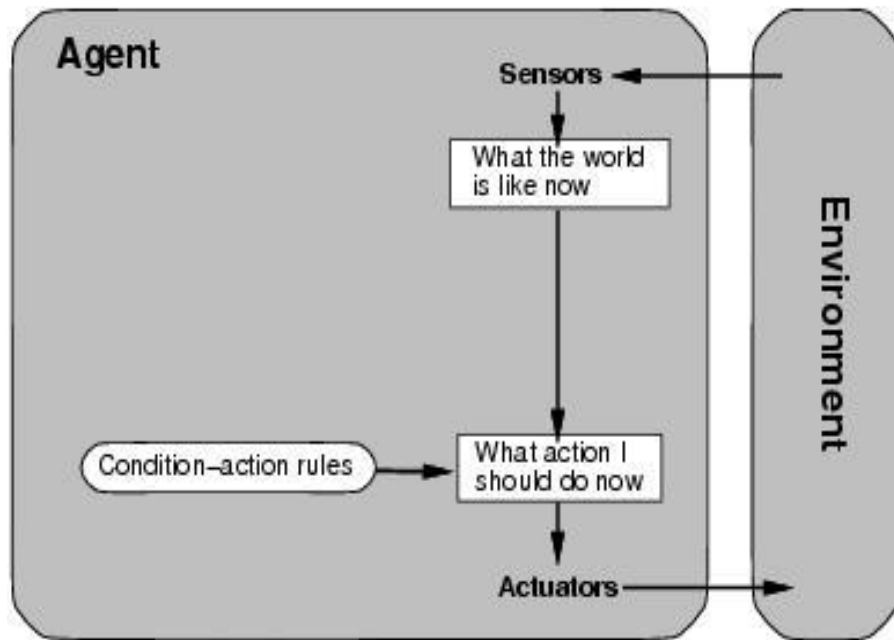 Agent
Sensors
What the world
is like now
Environment
Condition–action rules
What action I
should do now
Actuators